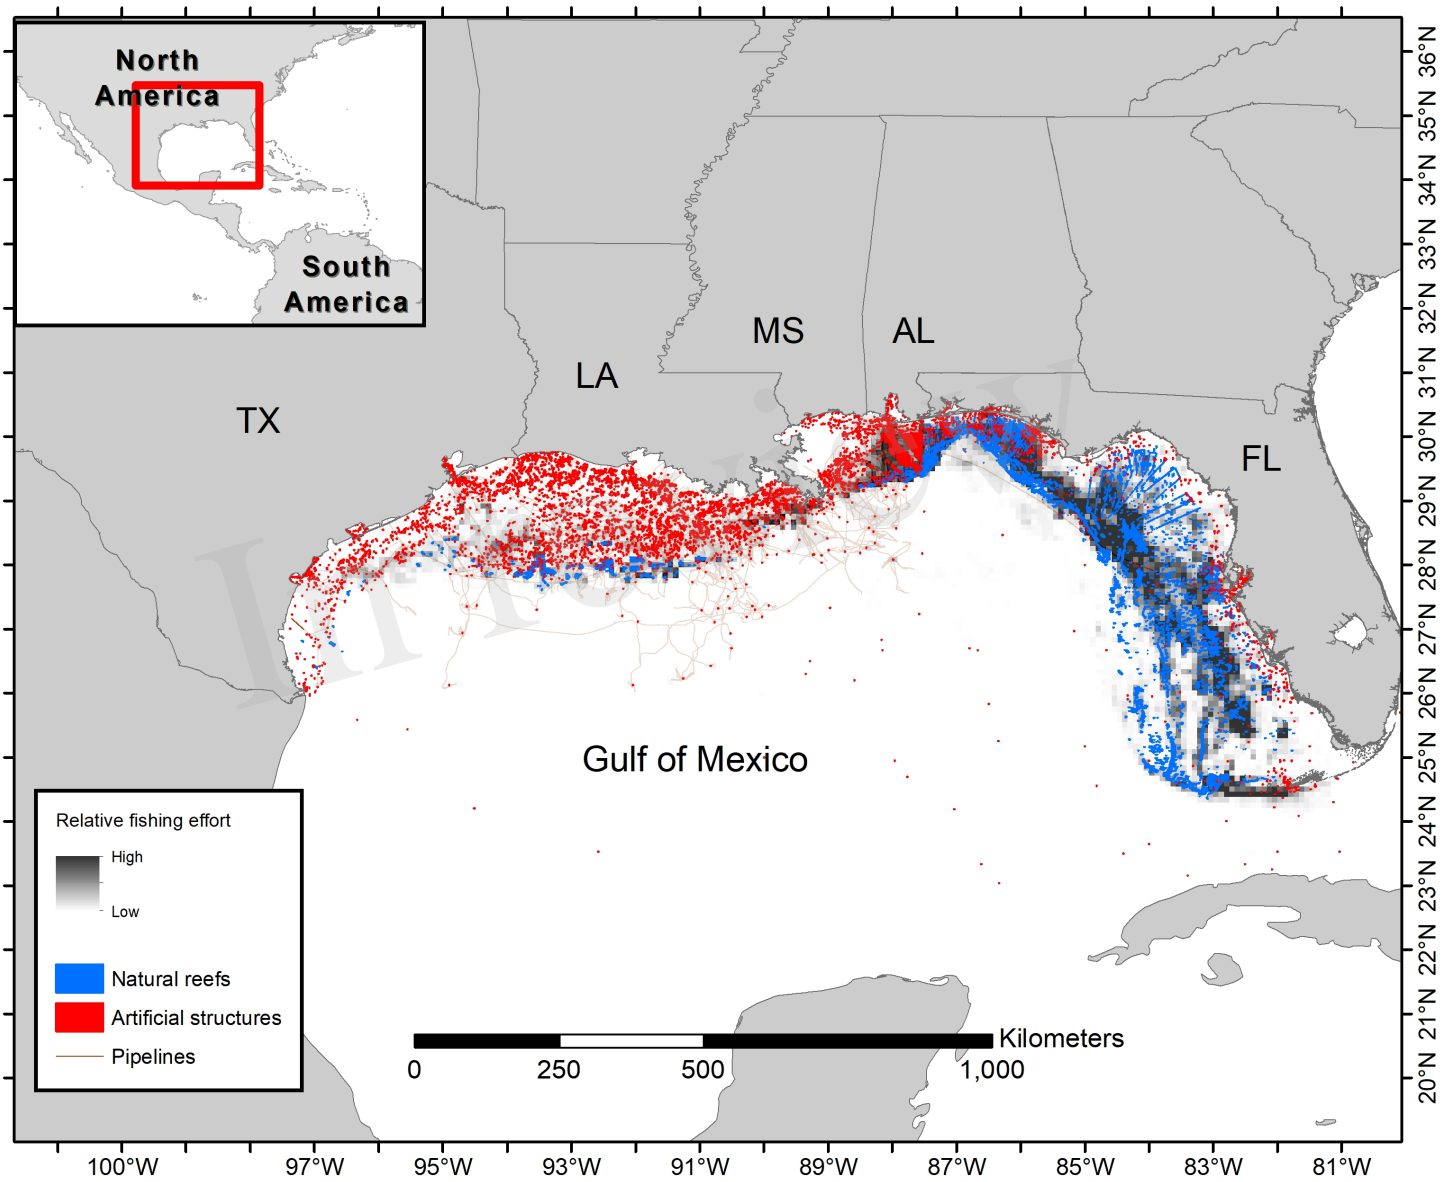 North
America
South
America
TX
LA
MS
AL
FL
In review
Gulf of Mexico
Relative fishing effort
High
Low
Natural reefs
Artificial structures
Pipelines
Kilometers
0 250 500 1,000
36°N
35°N
34°N
33°N
32°N
31°N
30°N
29°N
28°N
27°N
26°N
25°N
24°N
23°N
22°N
21°N
20°N
100°W 97°W 95°W 93°W 91°W 89°W 87°W 85°W 83°W 81°W